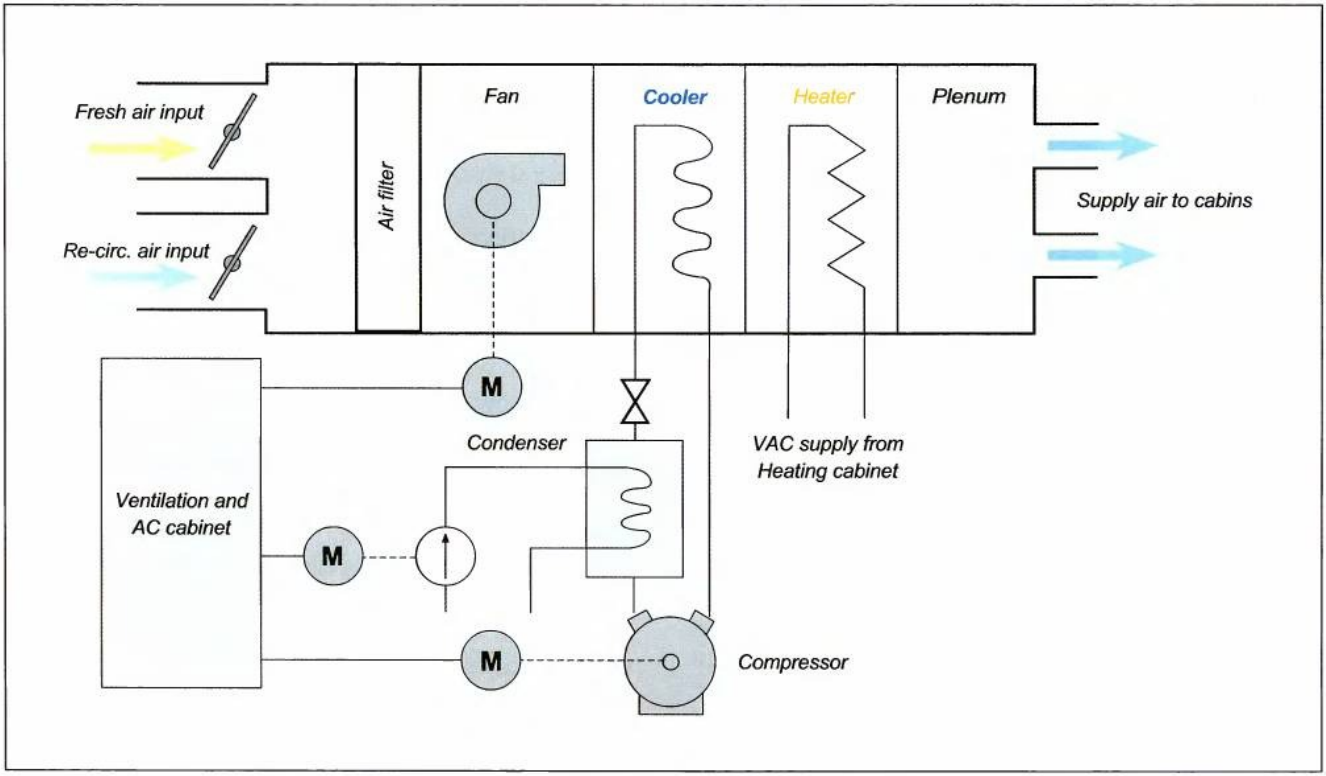 Fresh air input
Re-circ. air input
Air filter
Fan
Cooler
Heater
Plenum
Supply air to cabins
M
Condenser
VAC supply from
Heating cabinet
Ventilation and
AC cabinet
M
M
Compressor